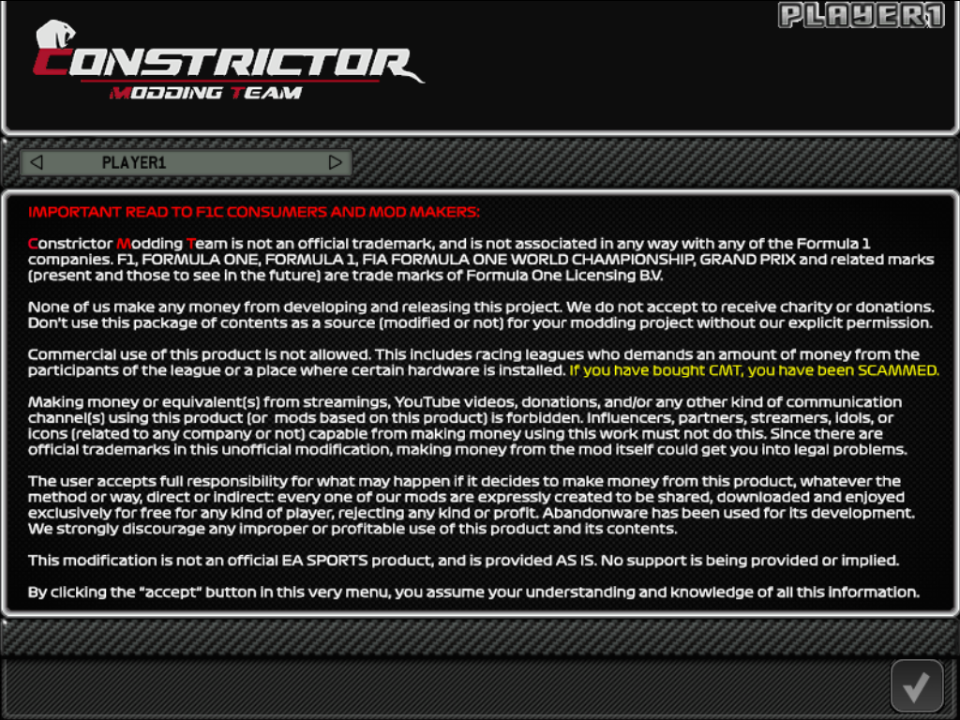 PLAYER1
CONSTRICTOR
MODDING TEAM
PLAYER1
IMPORTANT READ TO F1C CONSUMERS AND MOD MAKERS:
Constrictor Modding Team is not an official trademark, and is not associated in any way with any of the Formula 1
companies. F1, FORMULA ONE, FORMULA 1, FIA FORMULA ONE WORLD CHAMPIONSHIP, GRAND PRIX and related marks
(present and those to see in the future) are trade marks of Formula One Licensing B.V.
None of us make any money from developing and releasing this project. We do not accept to receive charity or donations.
Don't use this package of contents as a source (modified or not) for your modding project without our explicit permission.
Commercial use of this product is not allowed. This includes racing leagues who demands an amount of money from the
participants of the league or a place where certain hardware is installed. If you have bought CMT, you have been SCAMMED.
Making money or equivalent(s) from streamings, YouTube videos, donations, and/or any other kind of communication
channel(s) using this product (or mods based on this product) is forbidden. Influencers, partners, streamers, idols, or
icons (related to any company or not) capable from making money using this work must not do this. Since there are
official trademarks in this unofficial modification, making money from the mod itself could get you into legal problems.
The user accepts full responsibility for what may happen if it decides to make money from this product, whatever the
method or way, direct or indirect: every one of our mods are expressly created to be shared, downloaded and enjoyed
exclusively for free for any kind of player, rejecting any kind or profit. Abandonware has been used for its development.
We strongly discourage any improper or profitable use of this product and its contents.
This modification is not an official EA SPORTS product, and is provided AS IS. No support is being provided or implied.
By clicking the "accept" button in this very menu, you assume your understanding and knowledge of all this information.